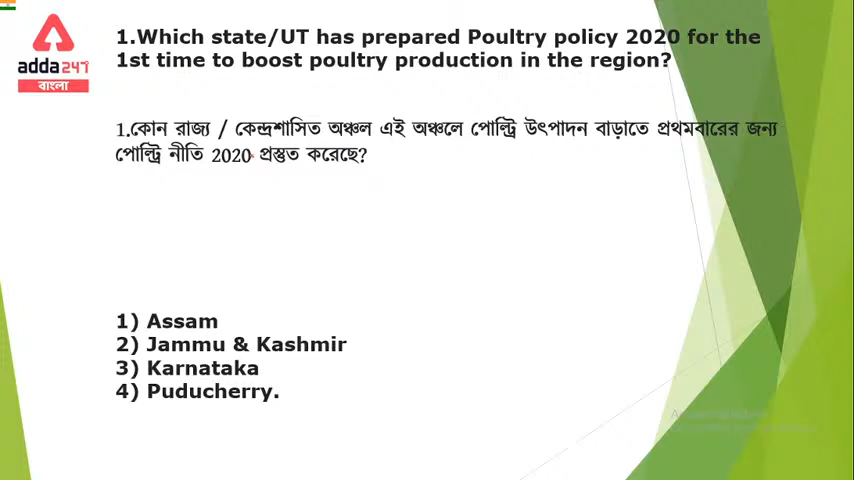 adda247
বাংলা
1.Which state/UT has prepared Poultry policy 2020 for the
1st time to boost poultry production in the region?
1.কোন রাজ্য / কেন্দ্রশাসিত অঞ্চল এই অঞ্চলে পোল্ট্রি উৎপাদন বাড়াতে প্রথমবারের জন্য
পোল্ট্রি নীতি 2020 প্রস্তুত করেছে?
1) Assam
2) Jammu & Kashmir
3) Karnataka
4) Puducherry.